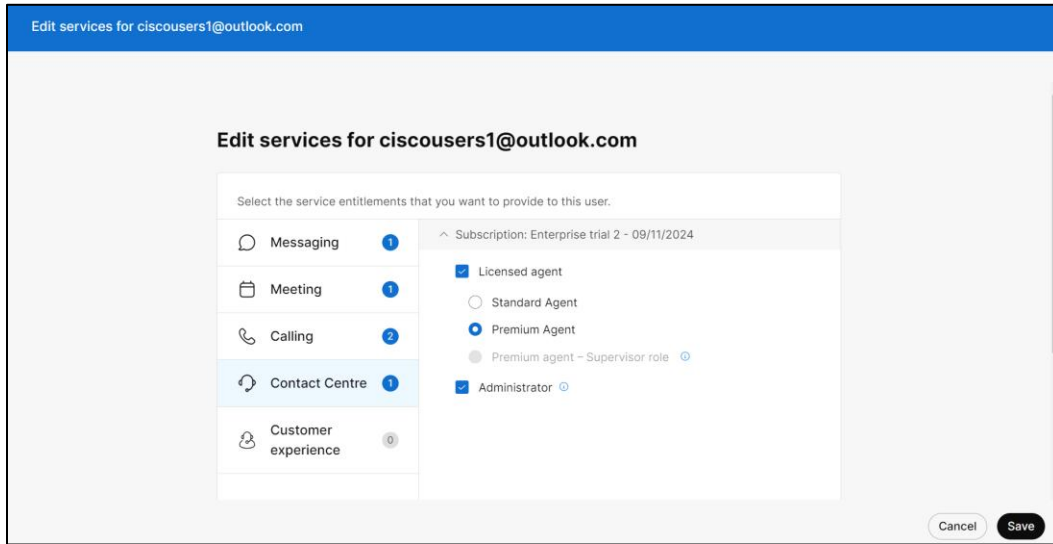 Edit services for ciscousers1@outlook.com
Edit services for ciscousers1@outlook.com
Select the service entitlements that you want to provide to this user.
Messaging 1
Meeting 1
Calling 2
Contact Centre 1
Customer
experience 0
Subscription: Enterprise trial 2 - 09/11/2024
Licensed agent
Standard Agent
Premium Agent
Premium agent – Supervisor role
Administrator
Cancel
Save